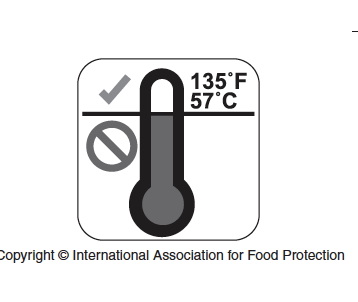 135˚F
57˚C
Copyright © International Association for Food Protection